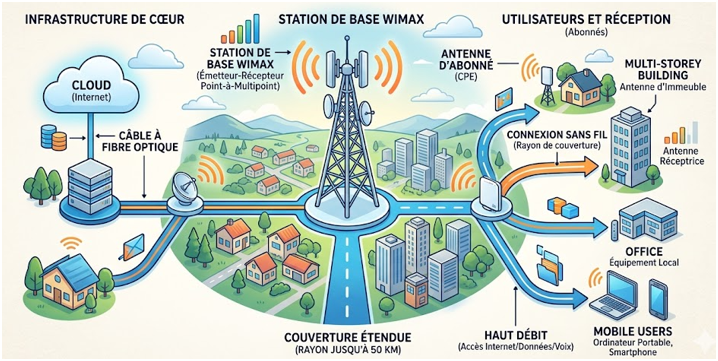 INFRASTRUCTURE DE CŒUR
STATION DE BASE WIMAX
UTILISATEURS ET RÉCEPTION
(Abonnés)
CLOUD
(Internet)
CÂBLE À
FIBRE OPTIQUE
STATION DE
BASE WIMAX
(Émetteur-Récepteur
Point-à-Multipoint)
ANTENNE
D'ABONNÉ
(CPE)
MULTI-STOREY
BUILDING
Antenne d'Immeuble
CONNEXION SANS FIL
(Rayon de couverture)
Antenne
Réceptrice
OFFICE
Équipement Local
COUVERTURE ÉTENDUE
(RAYON JUSQU'À 50 KM)
HAUT DÉBIT
(Accès Internet/Données/Voix)
MOBILE USERS
Ordinateur Portable,
Smartphone